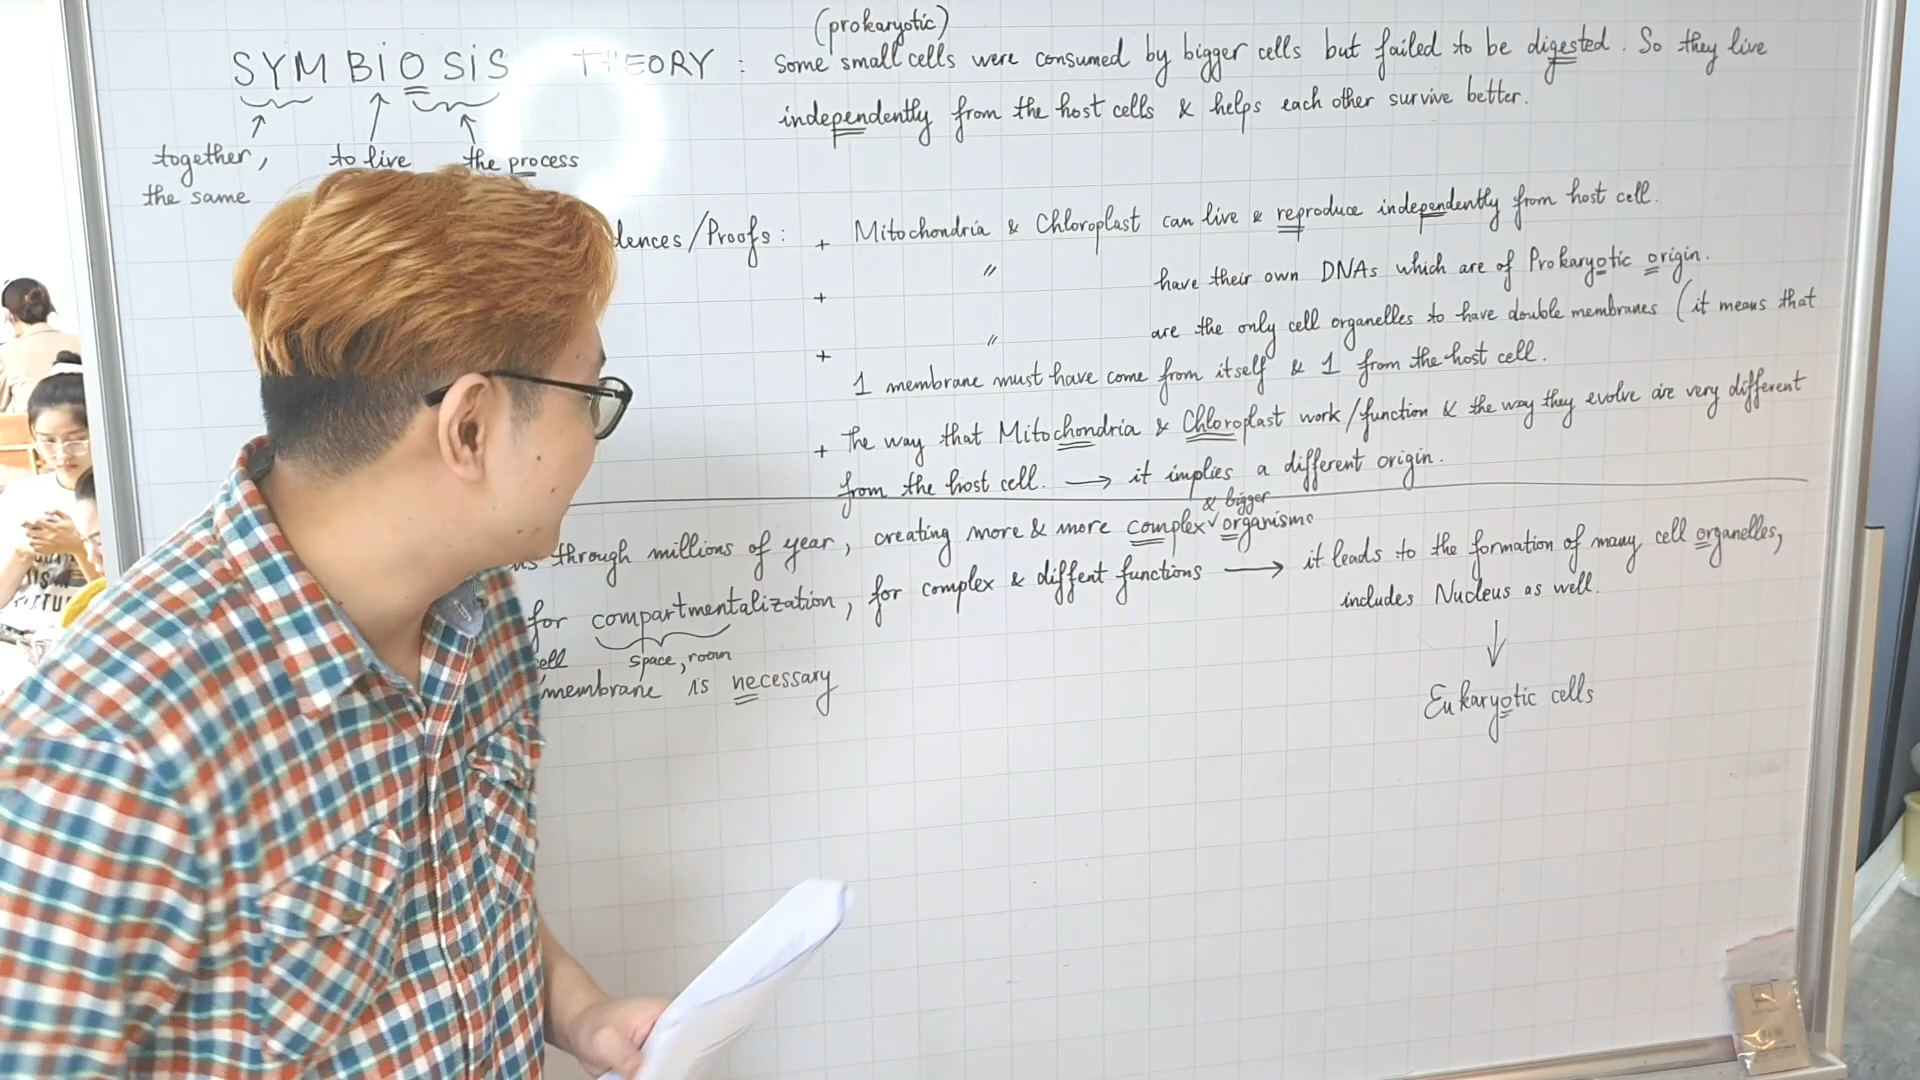 (prokaryotic)
SYMBiOSiS THEORY : Some small cells were consumed by bigger cells but failed to be digested. So they live
independently from the host cells & helps each other survive better.
together, to live the process
the same
dences/Proofs: + Mitochondria & Chloroplast can live & reproduce independently from host cell.
+ " have their own DNAs which are of Prokaryotic origin.
+ " are the only cell organelles to have double membranes (it means that
1 membrane must have come from itself & 1 from the host cell.
+ the way that Mitochondria & Chloroplast work/function & the way they evolve are very different
from the host cell. → it implies a different origin.
& bigger
through millions of year, creating more & more complex organisms
for compartmentalization, for complex & diffent functions → it leads to the formation of many cell organelles,
includes Nucleus as well.
ell space, room
membrane is necessary
Eukaryotic cells